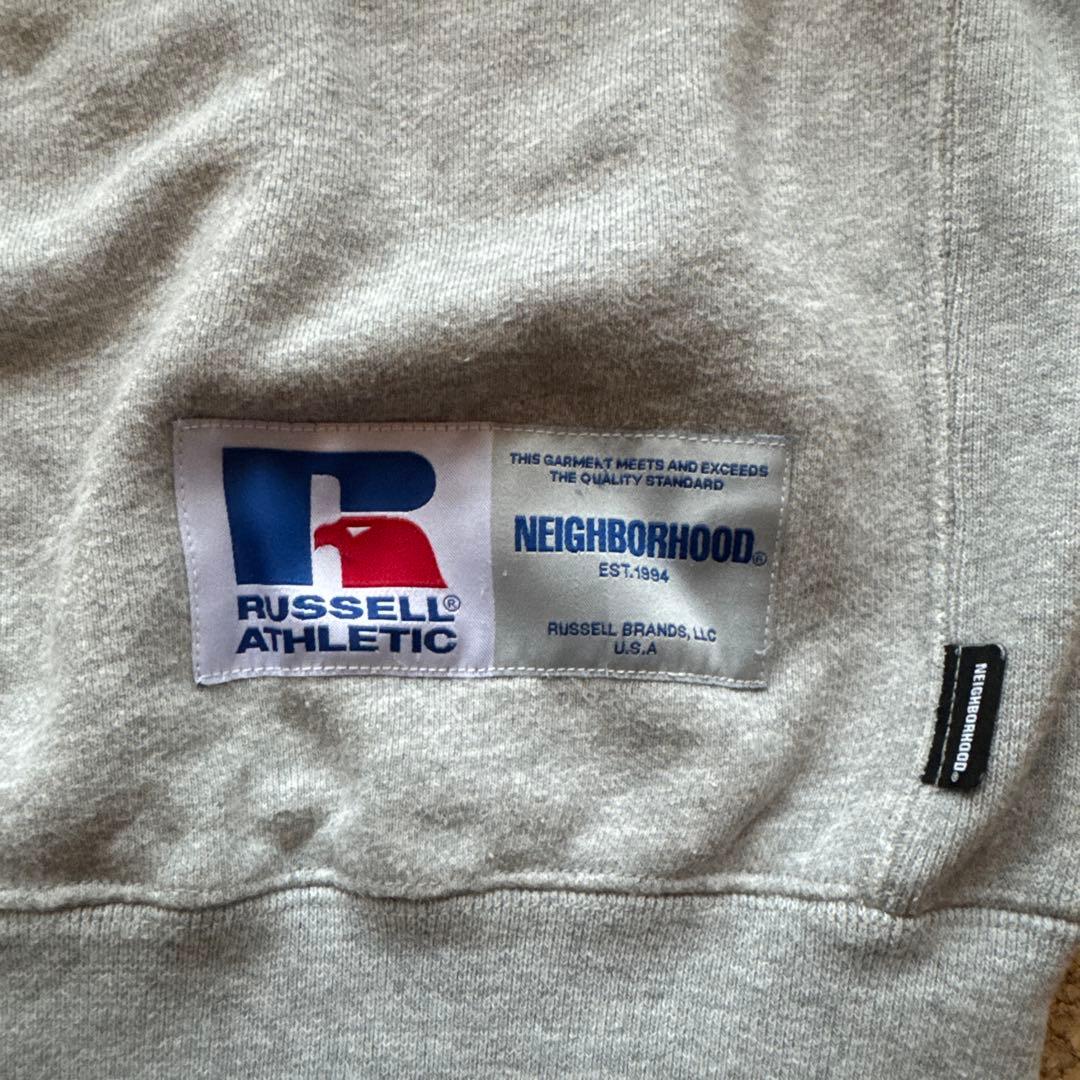 RUSSELL®
ATHLETIC
THIS GARMENT MEETS AND EXCEEDS
THE QUALITY STANDARD
NEIGHBORHOOD®
EST.1994
RUSSELL BRANDS, LLC
U.S.A
NEIGHBORHOOD®